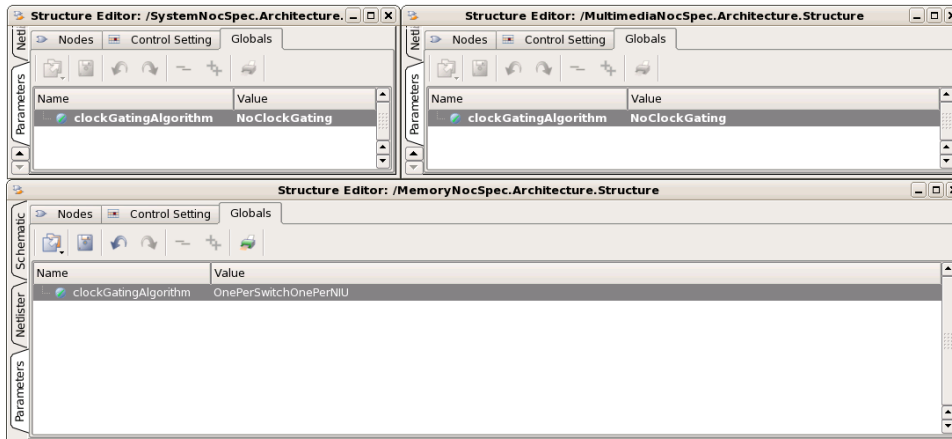 Structure Editor: /SystemNocSpec.Architecture.
Nodes Control Setting Globals
Name Value
clockGatingAlgorithm NoClockGating
Parameters
Structure Editor: /MultimediaNocSpec.Architecture.Structure
Nodes Control Setting Globals
Name Value
clockGatingAlgorithm NoClockGating
Parameters
Structure Editor: /MemoryNocSpec.Architecture.Structure
Nodes Control Setting Globals
Name Value
clockGatingAlgorithm OnePerSwitchOnePerNIU
Schematic
Netlister
Parameters